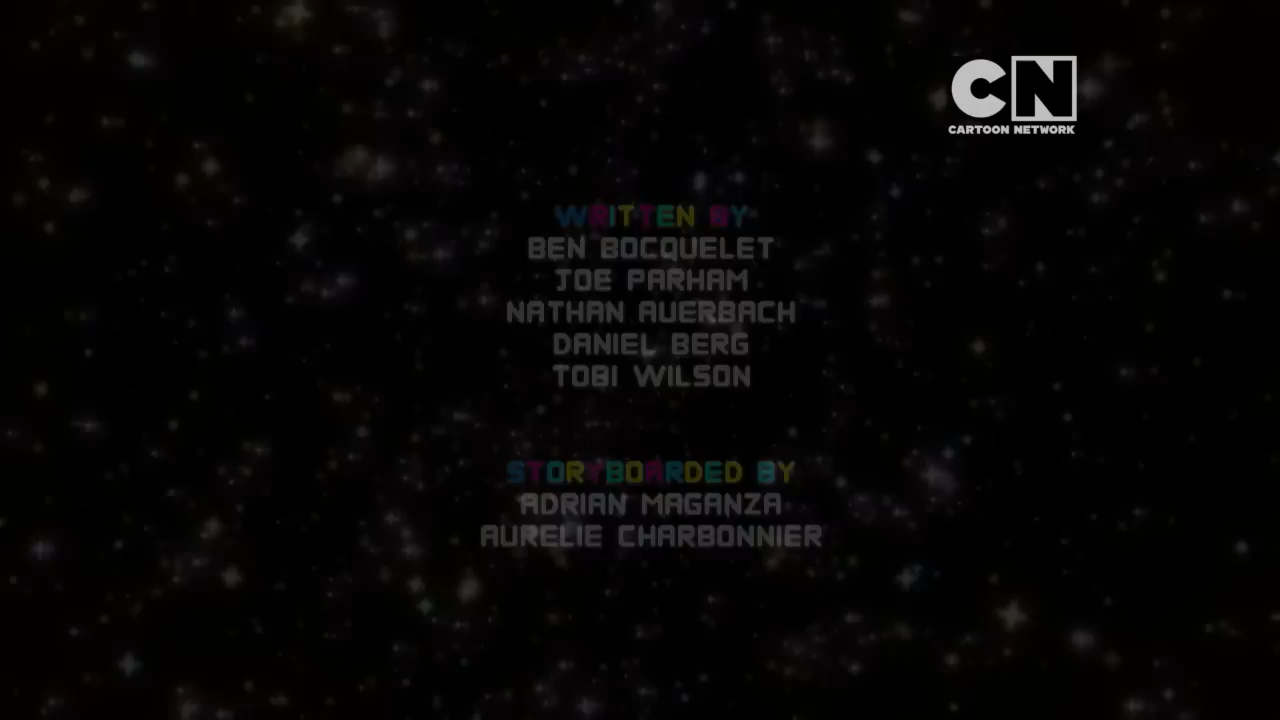 CN
CARTOON NETWORK
WRITTEN BY
BEN BOCQUELET
JOE PARHAM
NATHAN AUERBACH
DANIEL BERG
TOBI WILSON
STORYBOARDED BY
ADRIAN MAGANZA
AURELIE CHARBONNIER